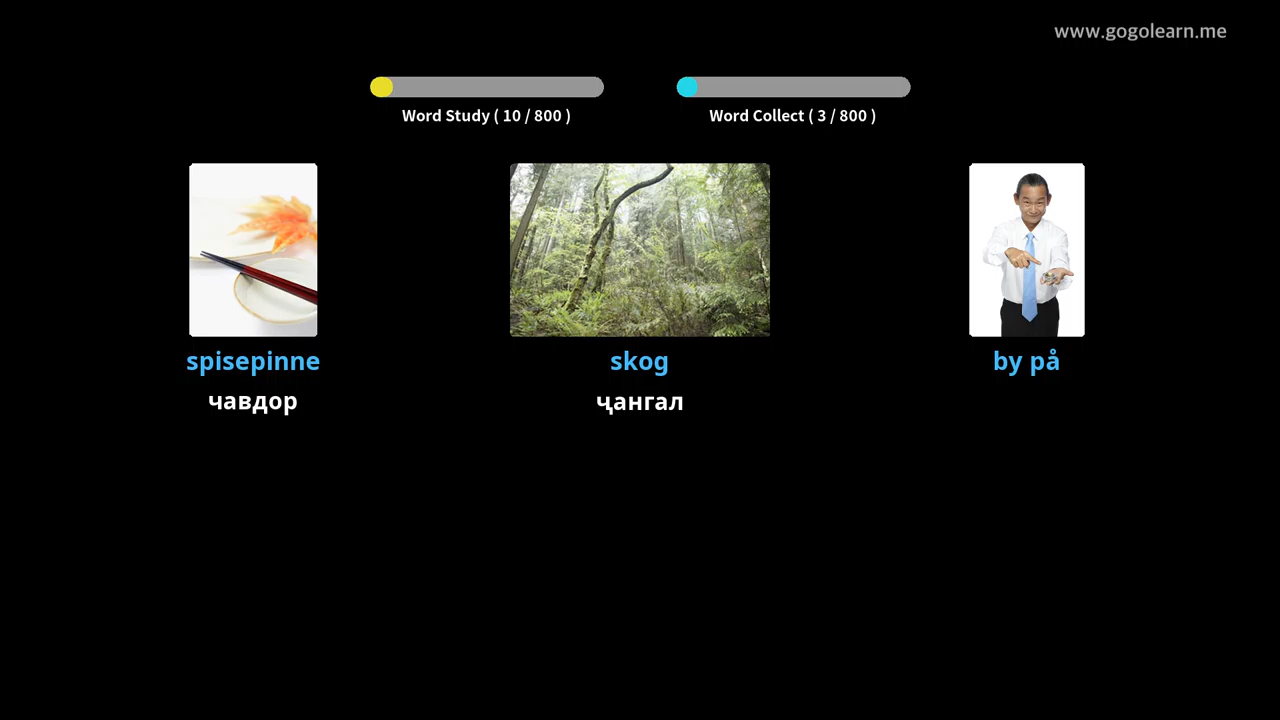 www.gogolearn.me
Word Study ( 10 / 800 )
Word Collect ( 3 / 800 )
spisepinne
skog
by på
чавдор
ҷангал